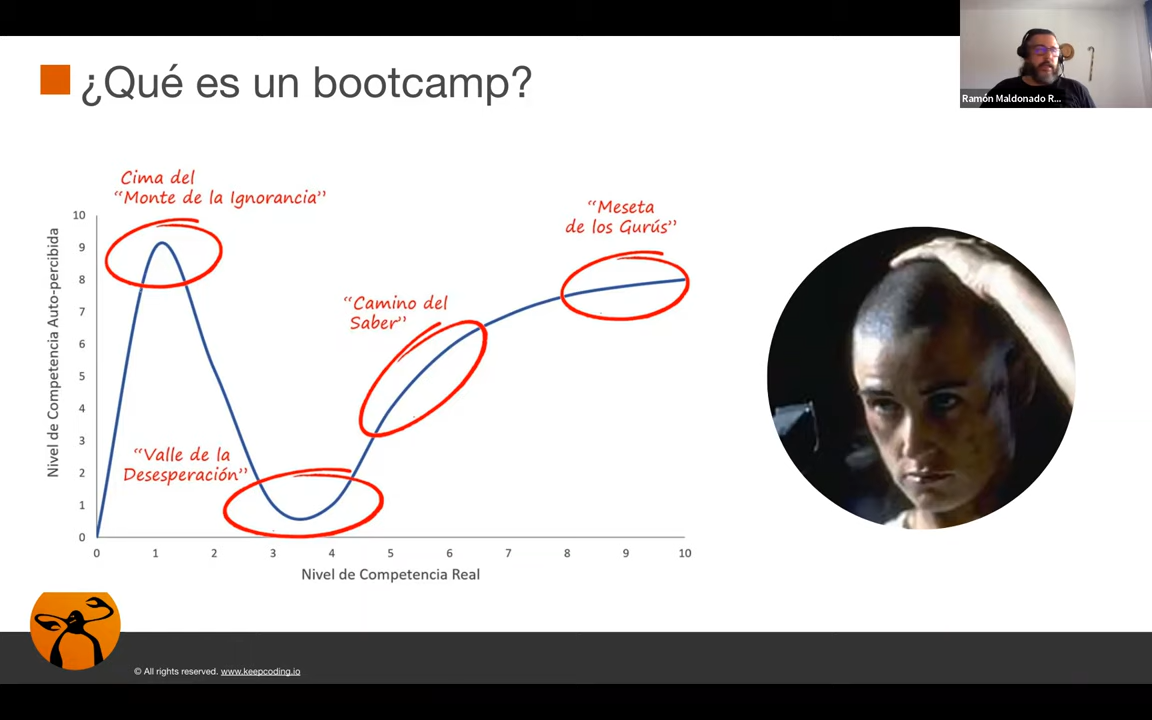 ¿Qué es un bootcamp?
Ramón Maldonado R...
Cima del
“Monte de la Ignorancia”
“Meseta
de los Gurús”
“Camino del
Saber”
“Valle de la
Desesperación”
Nivel de Competencia Auto-percibida
10
9
8
7
6
5
4
3
2
1
0
0 1 2 3 4 5 6 7 8 9 10
Nivel de Competencia Real
© All rights reserved. www.keepcoding.io